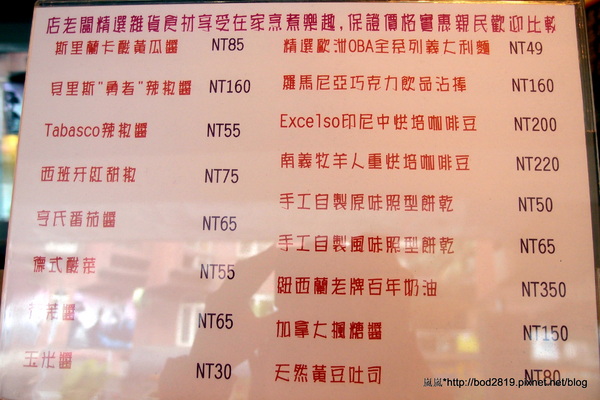 店老闆精選雜貨食材享受在家烹煮樂趣,保證價格實惠親民歡迎比較
斯里蘭卡酸黃瓜醬 NT85
貝里斯"勇者"辣椒醬 NT160
Tabasco辣椒醬 NT55
西班牙紅甜椒 NT75
亨氏番茄醬 NT65
德式酸菜 NT55
醬 NT65
玉米醬 NT30
精選歐洲OBA全系列義大利麵 NT49
羅馬尼亞巧克力飲品沾捧 NT160
Excelso印尼中烘培咖啡豆 NT200
南義牧羊人重烘培咖啡豆 NT220
手工自製原味照型餅乾 NT50
手工自製風味照型餅乾 NT65
紐西蘭老牌百年奶油 NT350
加拿大楓糖醬 NT150
天然黃豆吐司 NT80
嵐嵐*http://bod2819.pixnet.net/blog